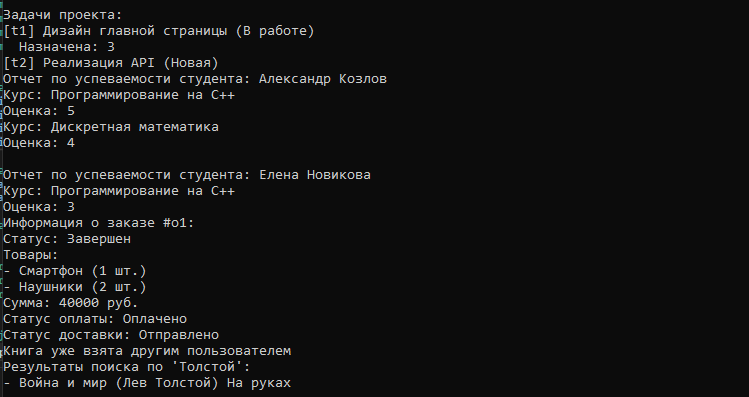 Задачи проекта:
[t1] Дизайн главной страницы (В работе)
Назначена: 3
[t2] Реализация API (Новая)
Отчет по успеваемости студента: Александр Козлов
Курс: Программирование на C++
Оценка: 5
Курс: Дискретная математика
Оценка: 4
Отчет по успеваемости студента: Елена Новикова
Курс: Программирование на C++
Оценка: 3
Информация о заказе #o1:
Статус: Завершен
Товары:
- Смартфон (1 шт.)
- Наушники (2 шт.)
Сумма: 40000 руб.
Статус оплаты: Оплачено
Статус доставки: Отправлено
Книга уже взята другим пользователем
Результаты поиска по 'Толстой':
- Война и мир (Лев Толстой) На руках